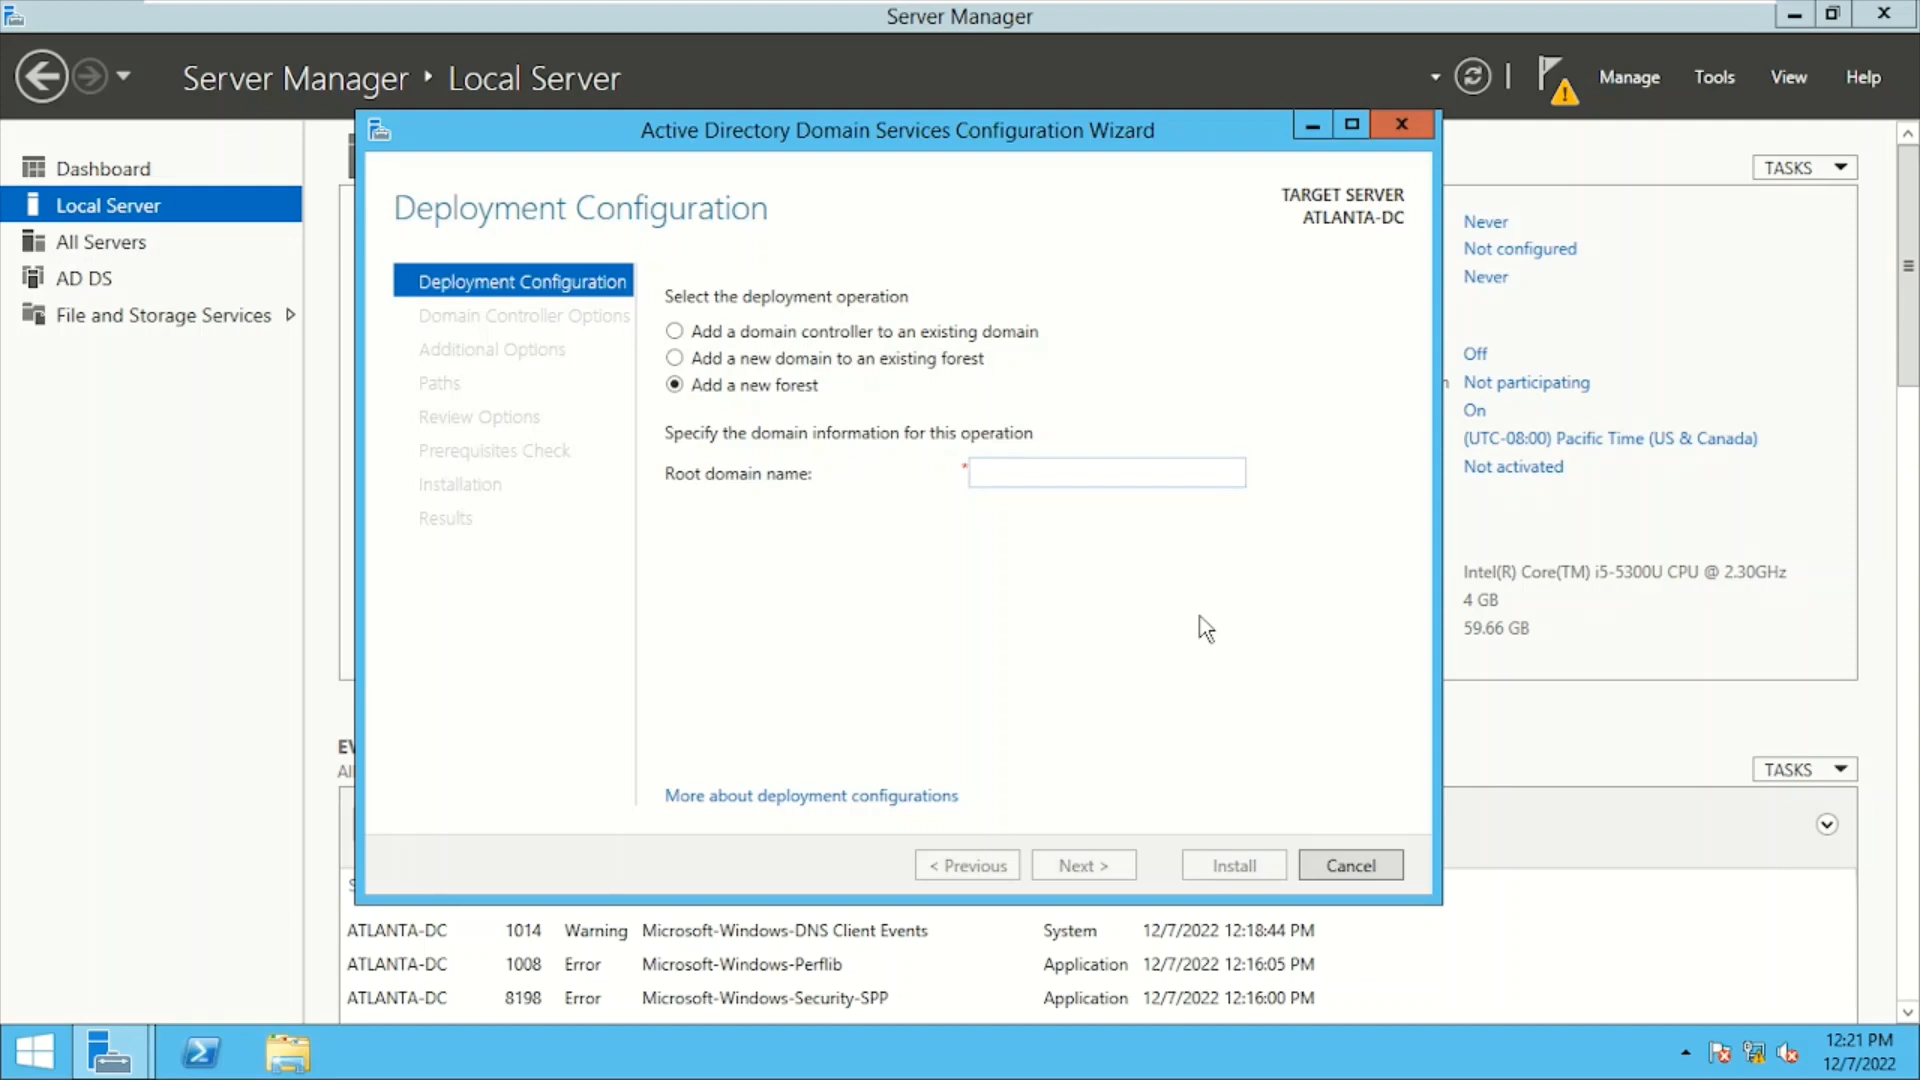 Server Manager
Server Manager • Local Server
Manage
Tools
View
Help
Dashboard
Local Server
All Servers
AD DS
File and Storage Services
Active Directory Domain Services Configuration Wizard
Deployment Configuration
TARGET SERVER
ATLANTA-DC
Deployment Configuration
Domain Controller Options
Additional Options
Paths
Review Options
Prerequisites Check
Installation
Results
Select the deployment operation
Add a domain controller to an existing domain
Add a new domain to an existing forest
Add a new forest
Specify the domain information for this operation
Root domain name:
*
More about deployment configurations
< Previous
Next >
Install
Cancel
TASKS
Never
Not configured
Never
Off
Not participating
On
(UTC-08:00) Pacific Time (US & Canada)
Not activated
Intel(R) Core(TM) i5-5300U CPU @ 2.30GHz
4 GB
59.66 GB
TASKS
ATLANTA-DC 1014 Warning Microsoft-Windows-DNS Client Events System 12/7/2022 12:18:44 PM
ATLANTA-DC 1008 Error Microsoft-Windows-Perflib Application 12/7/2022 12:16:05 PM
ATLANTA-DC 8198 Error Microsoft-Windows-Security-SPP Application 12/7/2022 12:16:00 PM
12:21 PM
12/7/2022